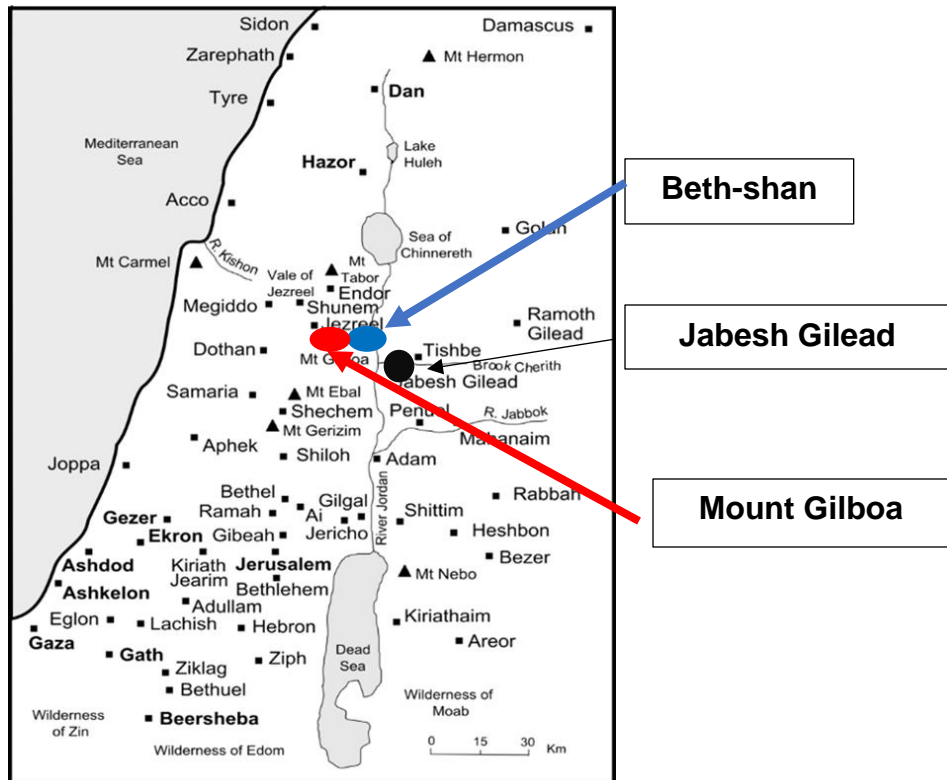 Sidon
Damascus
Zarephath
Mt Hermon
Dan
Tyre
Mediterranean
Sea
Lake
Huleh
Hazor
Beth-shan
Acco
Golan
R. Kishon
Sea of
Chinnereth
Mt Carmel
Mt
Tabor
Vale of
Jezreel
Endor
Megiddo
Shunem
Ramoth
Gilead
Jezreel
Jabesh Gilead
Dothan
Mt Gilboa
Tishbe
Brook Cherith
Jabesh Gilead
Samaria
Mt Ebal
Shechem
Penuel
R. Jabbok
Mt Gerizim
Mahanaim
Aphek
Shiloh
Adam
Joppa
Mount Gilboa
Bethel
Gilgal
Rabbah
Ramah
Ai
River Jordan
Shittim
Gezer
Jericho
Heshbon
Ekron
Gibeah
Bezer
Ashdod
Kiriath
Jearim
Jerusalem
Mt Nebo
Ashkelon
Bethlehem
Adullam
Eglon
Lachish
Hebron
Kiriathaim
Gaza
Areor
Gath
Ziph
Dead
Sea
Ziklag
Bethuel
Wilderness
of Zin
Beersheba
Wilderness of
Moab
Wilderness of Edom
0 15 30 Km